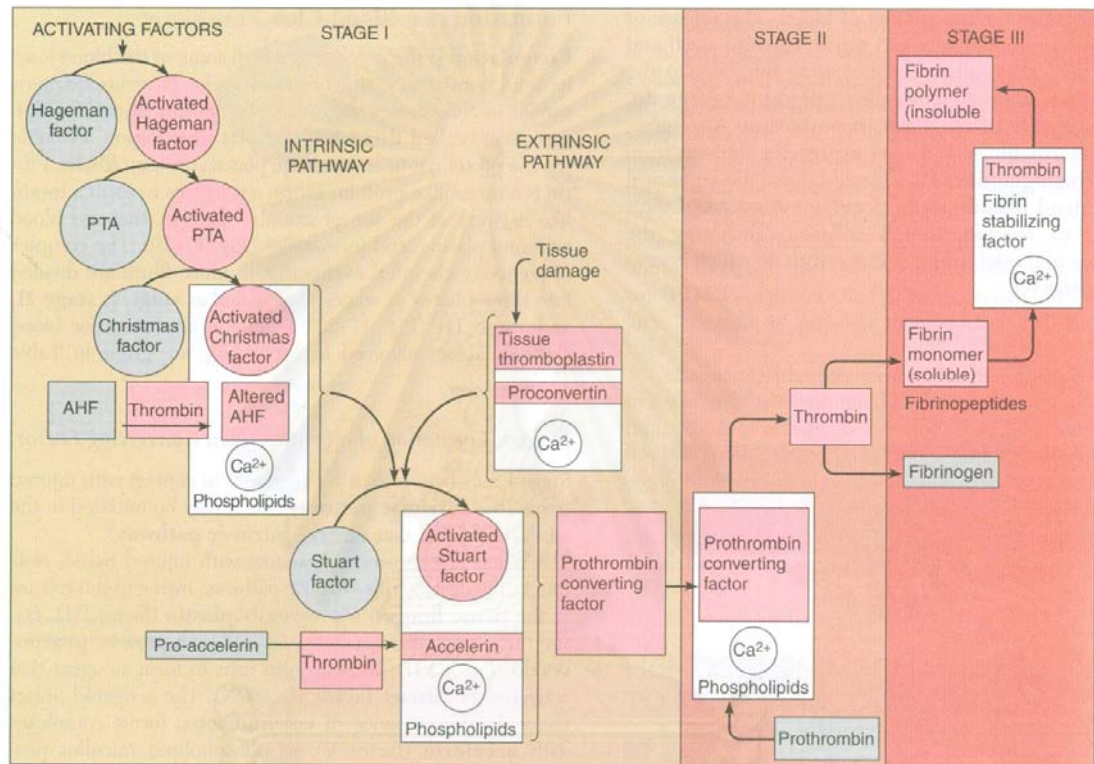 ACTIVATING FACTORS
STAGE I
STAGE II
STAGE III
Hageman
factor
Activated
Hageman
factor
INTRINSIC
PATHWAY
EXTRINSIC
PATHWAY
PTA
Activated
PTA
Christmas
factor
Activated
Christmas
factor
AHF
Thrombin
Altered
AHF
Ca2+
Phospholipids
Tissue
damage
Tissue
thromboplastin
Proconvertin
Ca2+
Stuart
factor
Activated
Stuart
factor
Pro-accelerin
Thrombin
Accelerin
Ca2+
Phospholipids
Prothrombin
converting
factor
Prothrombin
converting
factor
Ca2+
Phospholipids
Prothrombin
Thrombin
Fibrin
polymer
(insoluble
Thrombin
Fibrin
stabilizing
factor
Ca2+
Fibrin
monomer
(soluble)
Fibrinopeptides
Fibrinogen